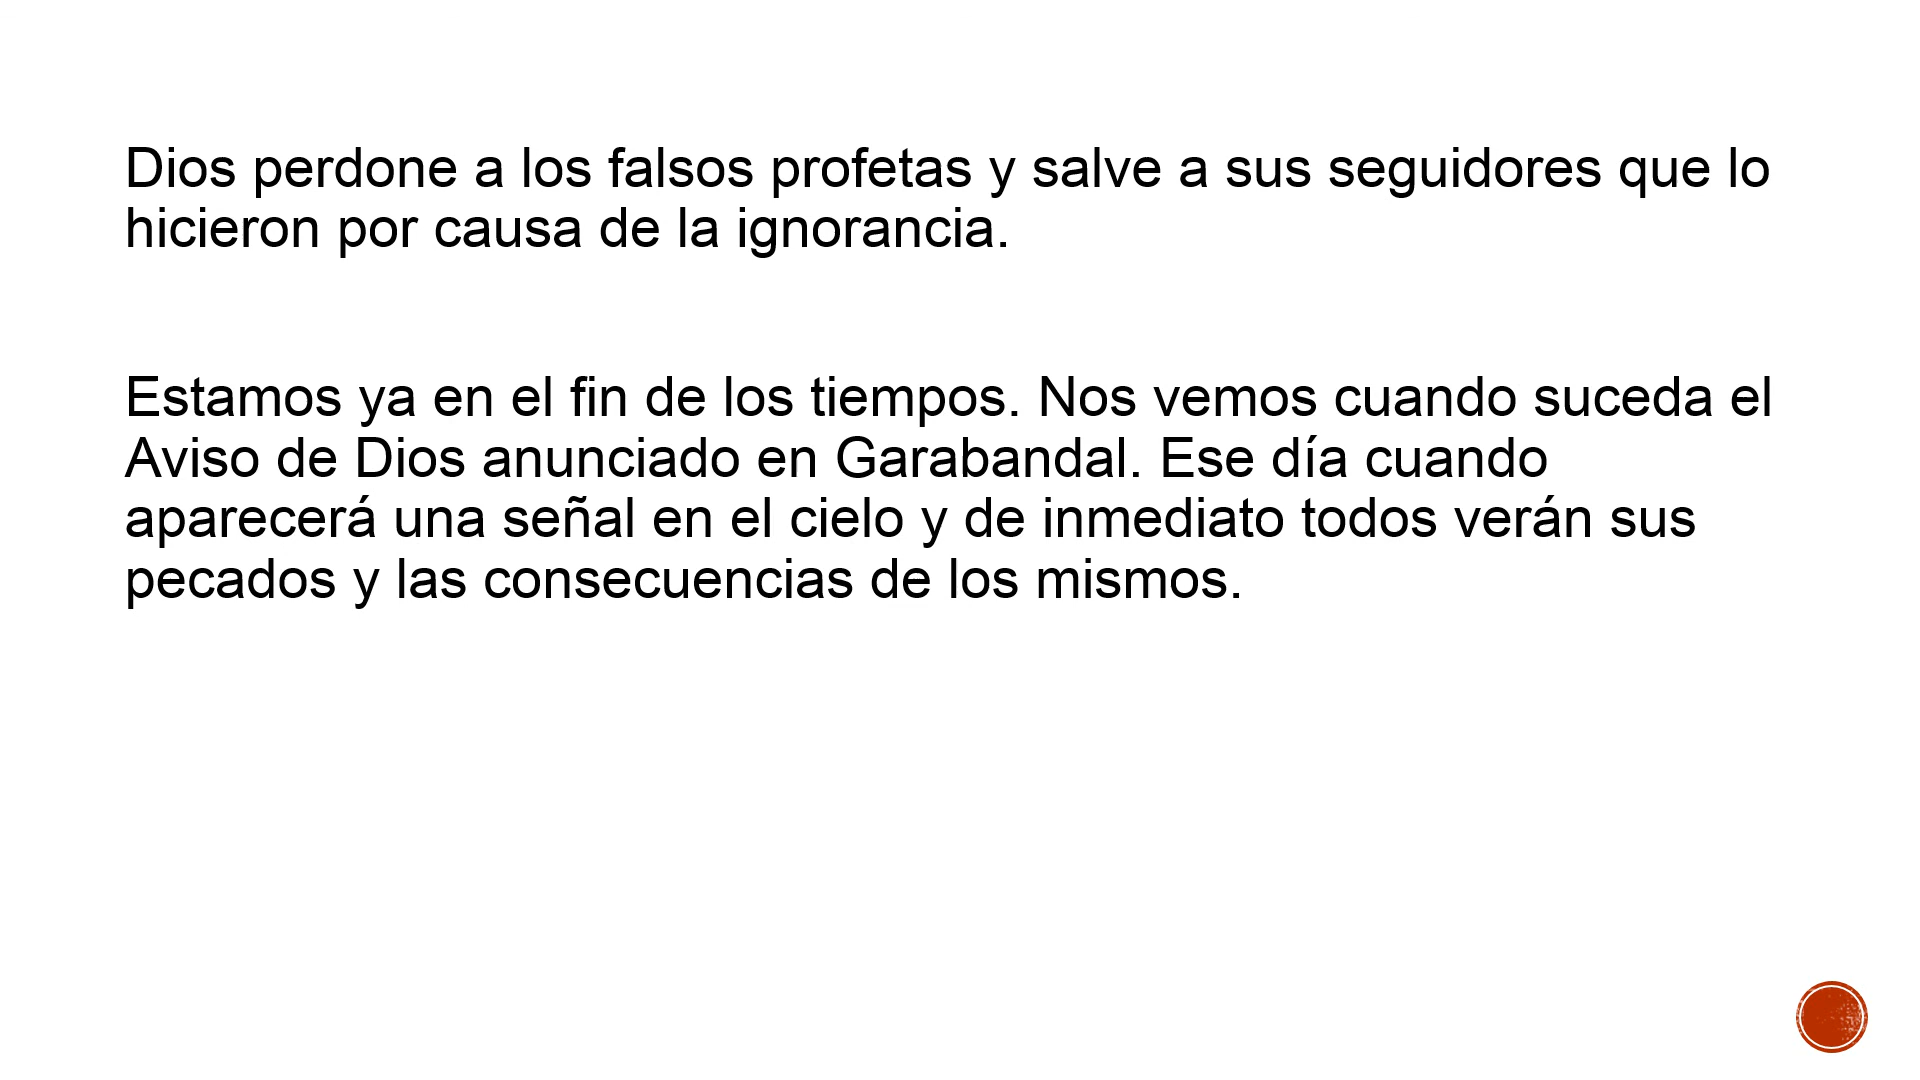 Dios perdone a los falsos profetas y salve a sus seguidores que lo
hicieron por causa de la ignorancia.
Estamos ya en el fin de los tiempos. Nos vemos cuando suceda el
Aviso de Dios anunciado en Garabandal. Ese día cuando
aparecerá una señal en el cielo y de inmediato todos verán sus
pecados y las consecuencias de los mismos.